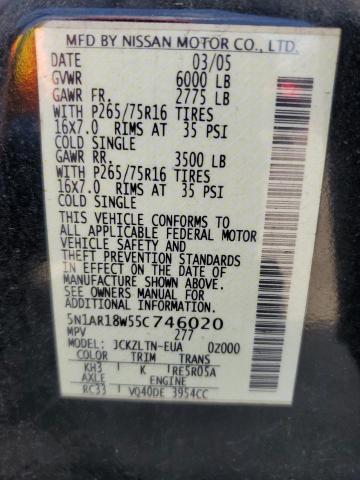 MFD BY NISSAN MOTOR CO., LTD.
DATE 03/05
GVWR 6000 LB
GAWR FR. 2775 LB
WITH P265/75R16 TIRES
16x7.0 RIMS AT 35 PSI
COLD SINGLE
GAWR RR. 3500 LB
WITH P265/75R16 TIRES
16x7.0 RIMS AT 35 PSI
COLD SINGLE
THIS VEHICLE CONFORMS TO
ALL APPLICABLE FEDERAL MOTOR
VEHICLE SAFETY AND
THEFT PREVENTION STANDARDS
IN EFFECT ON THE DATE OF
MANUFACTURE SHOWN ABOVE.
SEE OWNERS MANUAL FOR
ADDITIONAL INFORMATION.
5N1AR18W55C746020
MPV 277
MODEL: JCKZLTN-EUA 02000
COLOR TRIM TRANS
KH3 K RE5R05A
AXLE ENGINE
RC33 VQ40DE 3954CC